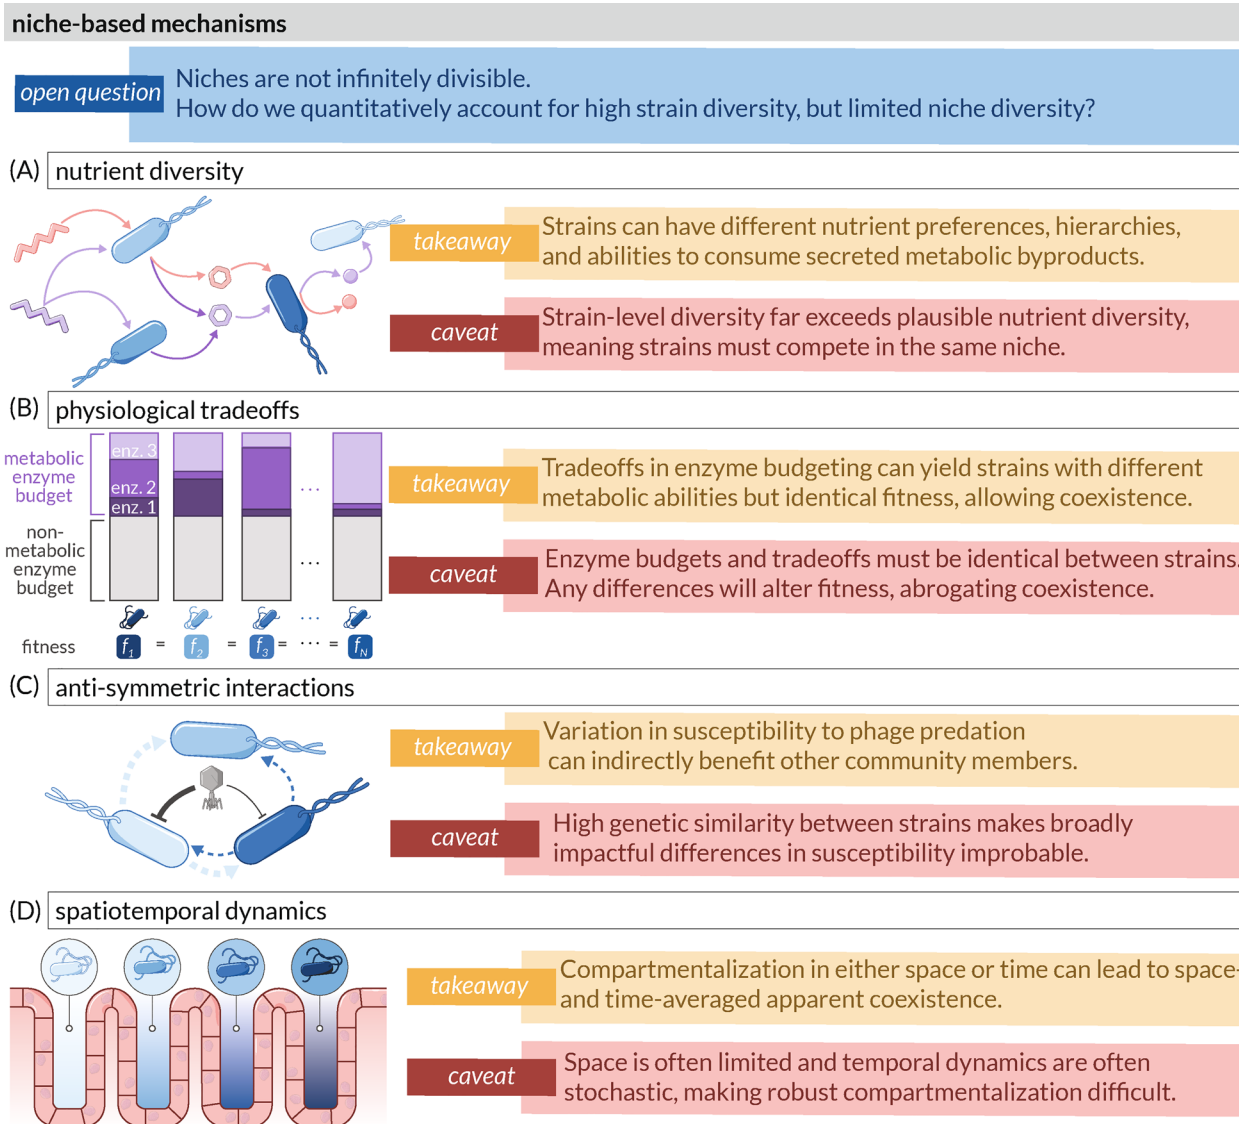 niche-based mechanisms
open question
Niches are not infinitely divisible.
How do we quantitatively account for high strain diversity, but limited niche diversity?
(A) nutrient diversity
takeaway
Strains can have different nutrient preferences, hierarchies,
and abilities to consume secreted metabolic byproducts.
caveat
Strain-level diversity far exceeds plausible nutrient diversity,
meaning strains must compete in the same niche.
(B) physiological tradeoffs
metabolic
enzyme
budget
enz. 3
enz. 2
enz. 1
...
non-
metabolic
enzyme
budget
...
...
fitness
f1 = f2 = f3 = ... = fN
takeaway
Tradeoffs in enzyme budgeting can yield strains with different
metabolic abilities but identical fitness, allowing coexistence.
caveat
Enzyme budgets and tradeoffs must be identical between strains.
Any differences will alter fitness, abrogating coexistence.
(C) anti-symmetric interactions
takeaway
Variation in susceptibility to phage predation
can indirectly benefit other community members.
caveat
High genetic similarity between strains makes broadly
impactful differences in susceptibility improbable.
(D) spatiotemporal dynamics
takeaway
Compartmentalization in either space or time can lead to space-
and time-averaged apparent coexistence.
caveat
Space is often limited and temporal dynamics are often
stochastic, making robust compartmentalization difficult.